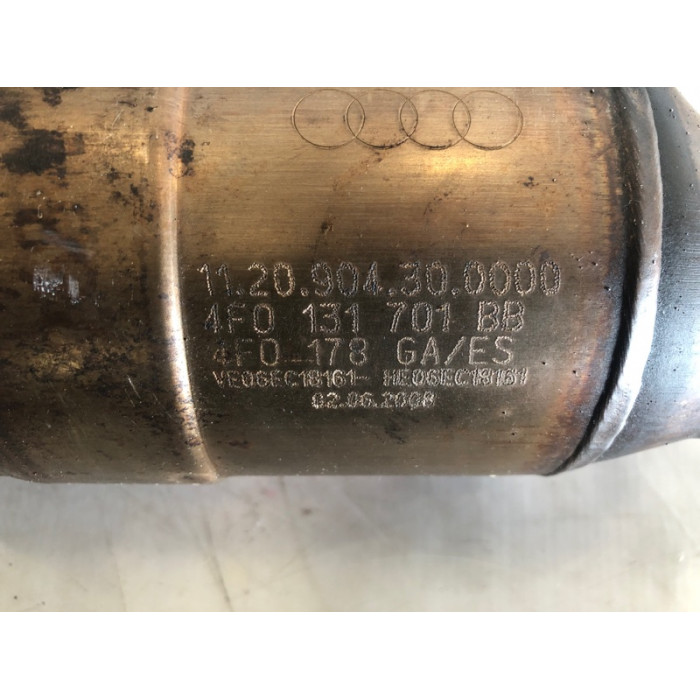 11.20.904.30.0000
4F0 131 701 BB
4F0 178 GA/ES
VE06EC18161- HE06EC18161
02.06.2008